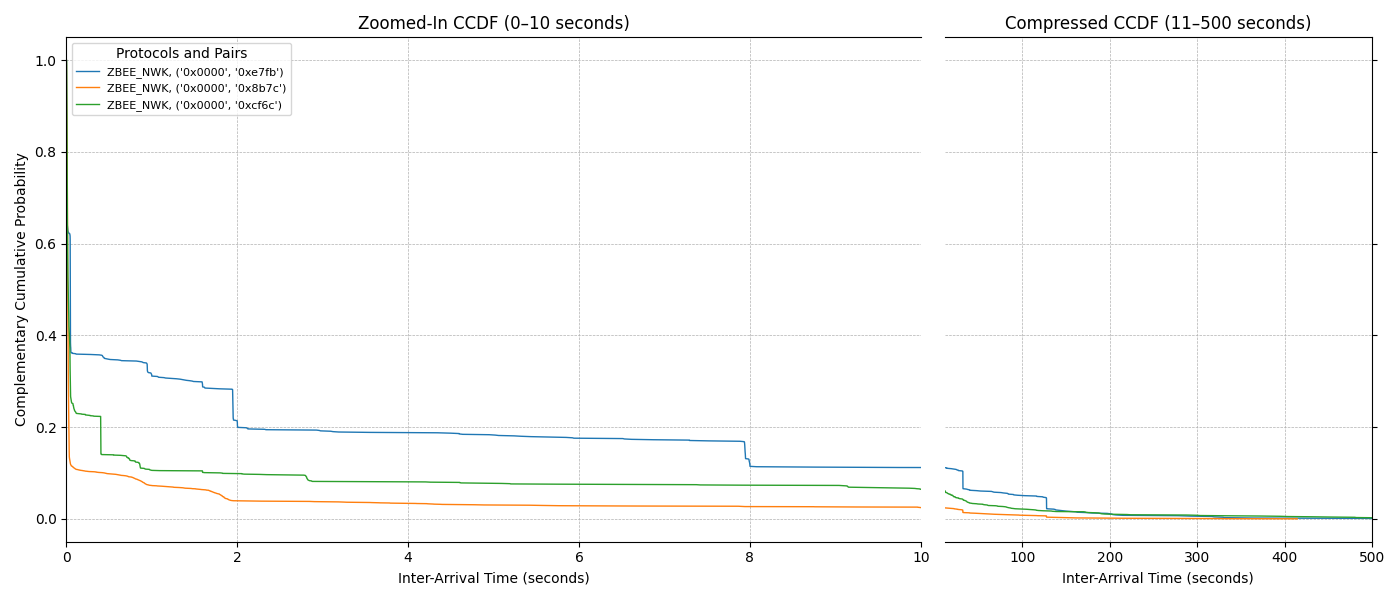 Zoomed-In CCDF (0–10 seconds)
Compressed CCDF (11–500 seconds)
Protocols and Pairs
ZBEE_NWK, ('0x0000', '0xe7fb')
ZBEE_NWK, ('0x0000', '0x8b7c')
ZBEE_NWK, ('0x0000', '0xcf6c')
Complementary Cumulative Probability
1.0
0.8
0.6
0.4
0.2
0.0
0 2 4 6 8 10
100 200 300 400 500
Inter-Arrival Time (seconds)
Inter-Arrival Time (seconds)